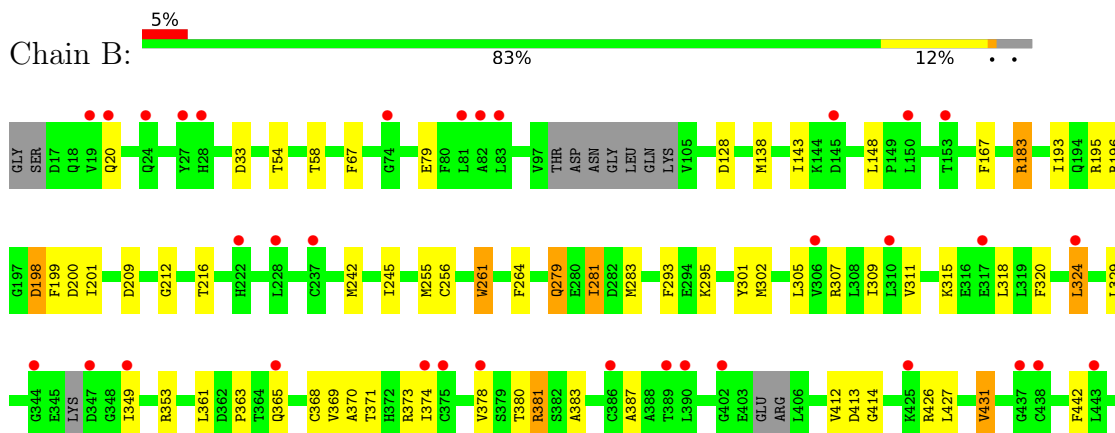 5%
Chain B:
83% 12% • •
GLY SER D17 Q18 V19 Q20 Q24 Y27 H28 D33 T54 T58 F67 G74 E79 F80 L81 A82 L83 V97 THR ASP ASN GLY LEU GLN LYS V105 D128 M138 I143 K144 D145 L148 P149 L150 T153 F167 R183 I193 Q194 R195 R196
G197 D198 F199 D200 I201 D209 G212 T216 H222 L228 C237 M242 I245 M255 C256 W261 F264 Q279 E280 I281 D282 M283 F293 E294 K295 Y301 M302 L305 V306 R307 L308 I309 L310 V311 K315 E316 E317 L318 L319 F320 L324 L329
G344 E345 LYS D347 G348 I349 R353 L361 D362 P363 T364 Q365 C368 V369 A370 T371 H372 R373 I374 C375 V378 S379 T380 R381 S382 A383 C386 A387 A388 T389 L390 G402 E403 GLU ARG L406 V412 D413 G414 K425 R426 L427 V431 G437 C438 F442 L443